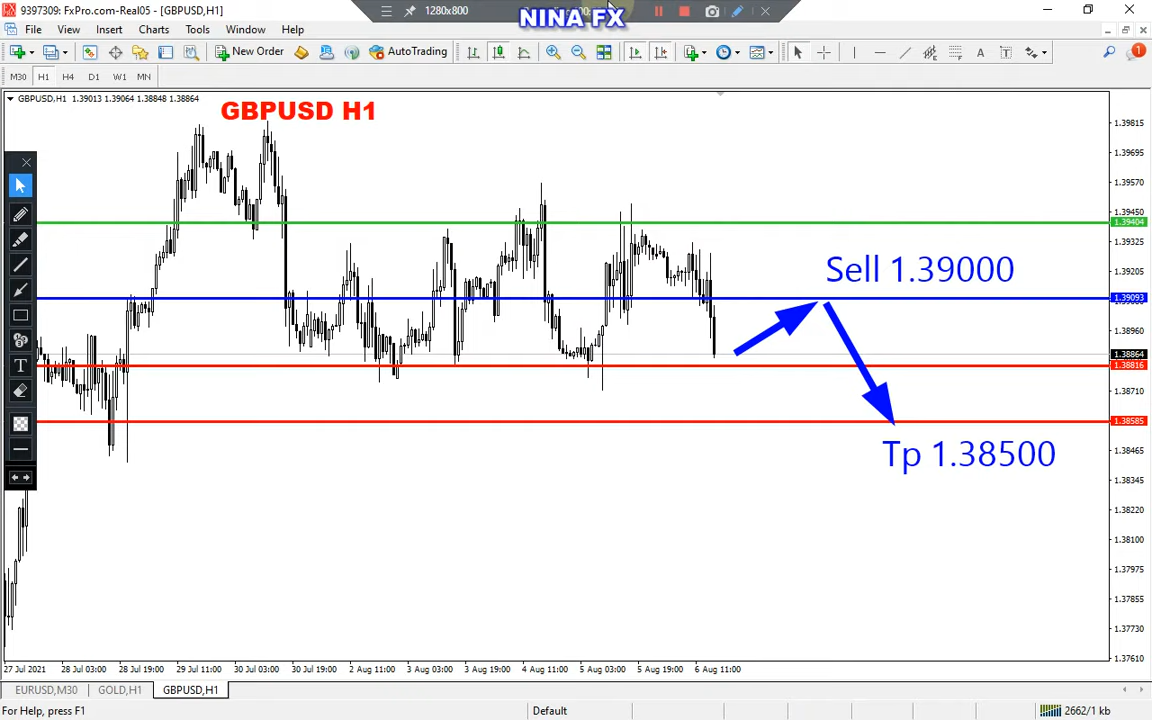 9397309: FxPro.com-Real05 - [GBPUSD,H1]
1280x800
NINA FX
File View Insert Charts Tools Window Help
New Order AutoTrading
A T
1
M30 H1 H4 D1 W1 MN
GBPUSD,H1 1.39013 1.39064 1.38848 1.38864
GBPUSD H1
1.39815
1.39695
1.39570
1.39450
1.39404
1.39325
Sell 1.39000
1.39205
1.39093
1.38960
1.38864
1.38816
T
1.38710
1.38585
Tp 1.38500
1.38465
1.38345
1.38220
1.38100
1.37975
1.37855
1.37730
1.37610
27 Jul 2021 28 Jul 03:00 28 Jul 19:00 29 Jul 11:00 30 Jul 03:00 30 Jul 19:00 2 Aug 11:00 3 Aug 03:00 3 Aug 19:00 4 Aug 11:00 5 Aug 03:00 5 Aug 19:00 6 Aug 11:00
EURUSD,M30 GOLD,H1 GBPUSD,H1
For Help, press F1 Default 2662/1 kb